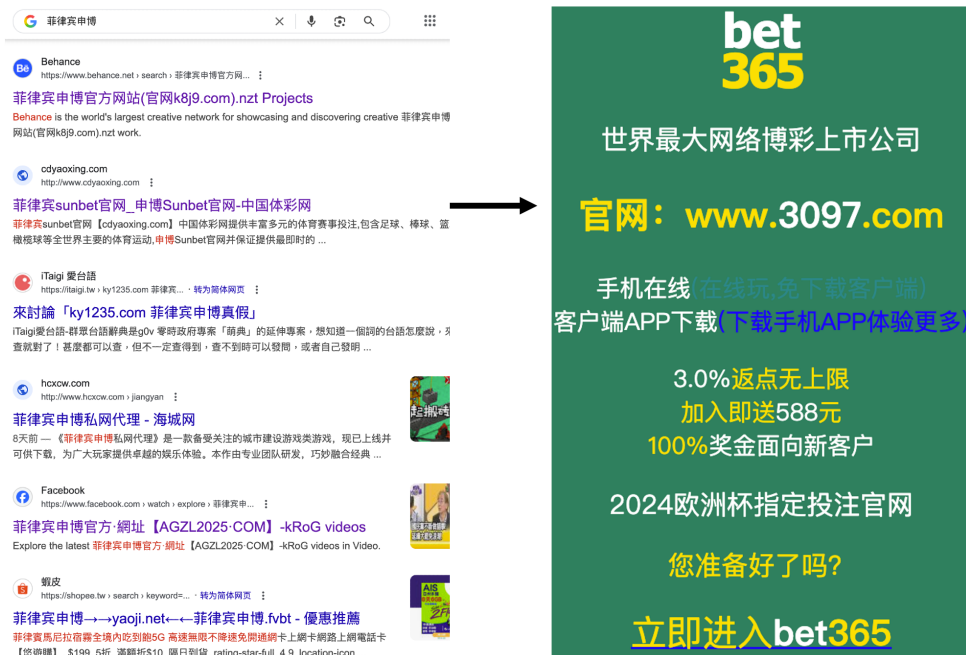 菲律宾申博
Behance
https://www.behance.net › search › 菲律宾申博官方网...
菲律宾申博官方网站(官网k8j9.com).nzt Projects
Behance is the world's largest creative network for showcasing and discovering creative 菲律宾申博
网站(官网k8j9.com).nzt work.
cdyaoxing.com
http://www.cdyaoxing.com
菲律宾sunbet官网_申博Sunbet官网-中国体彩网
菲律宾sunbet官网【cdyaoxing.com】中国体彩网提供丰富多元的体育赛事投注,包含足球、棒球、篮
橄榄球等全世界主要的体育运动,申博Sunbet官网并保证提供最即时的 ...
iTaigi 愛台語
https://itaigi.tw › ky1235.com 菲律宾... · 转为简体网页
來討論「ky1235.com 菲律宾申博真假」
iTaigi愛台語-群眾台語辭典是g0v 零時政府專案「萌典」的延伸專案，想知道一個詞的台語怎麼說，來
查就對了！甚麼都可以查，但不一定查得到，查不到時可以發問，或者自己發明 ...
hcxcw.com
http://www.hcxcw.com › jiangyan
菲律宾申博私网代理 - 海城网
8天前 — 《菲律宾申博私网代理》是一款备受关注的城市建设游戏类游戏，现已上线并
可供下载，为广大玩家提供卓越的娱乐体验。本作由专业团队研发，巧妙融合经典 ...
Facebook
https://www.facebook.com › watch › explore › 菲律宾申...
菲律宾申博官方·網址【AGZL2025·COM】-kRoG videos
Explore the latest 菲律宾申博官方·網址【AGZL2025·COM】-kRoG videos in Video.
蝦皮
https://shopee.tw › search › keyword=... · 转为简体网页
菲律宾申博→→yaoji.net←←菲律宾申博.fvbt - 優惠推薦
菲律賓馬尼拉宿霧全境內吃到飽5G 高速無限不降速免開通網卡上網卡網路上網電話卡
【悠遊購】. $199. 5折. 滿額折$10. 隔日到貨. rating-star-full. 4.9. location-icon.
bet
365
世界最大网络博彩上市公司
官网：www.3097.com
手机在线(在线玩,免下载客户端)
客户端APP下载(下载手机APP体验更多)
3.0%返点无上限
加入即送588元
100%奖金面向新客户
2024欧洲杯指定投注官网
您准备好了吗?
立即进入bet365